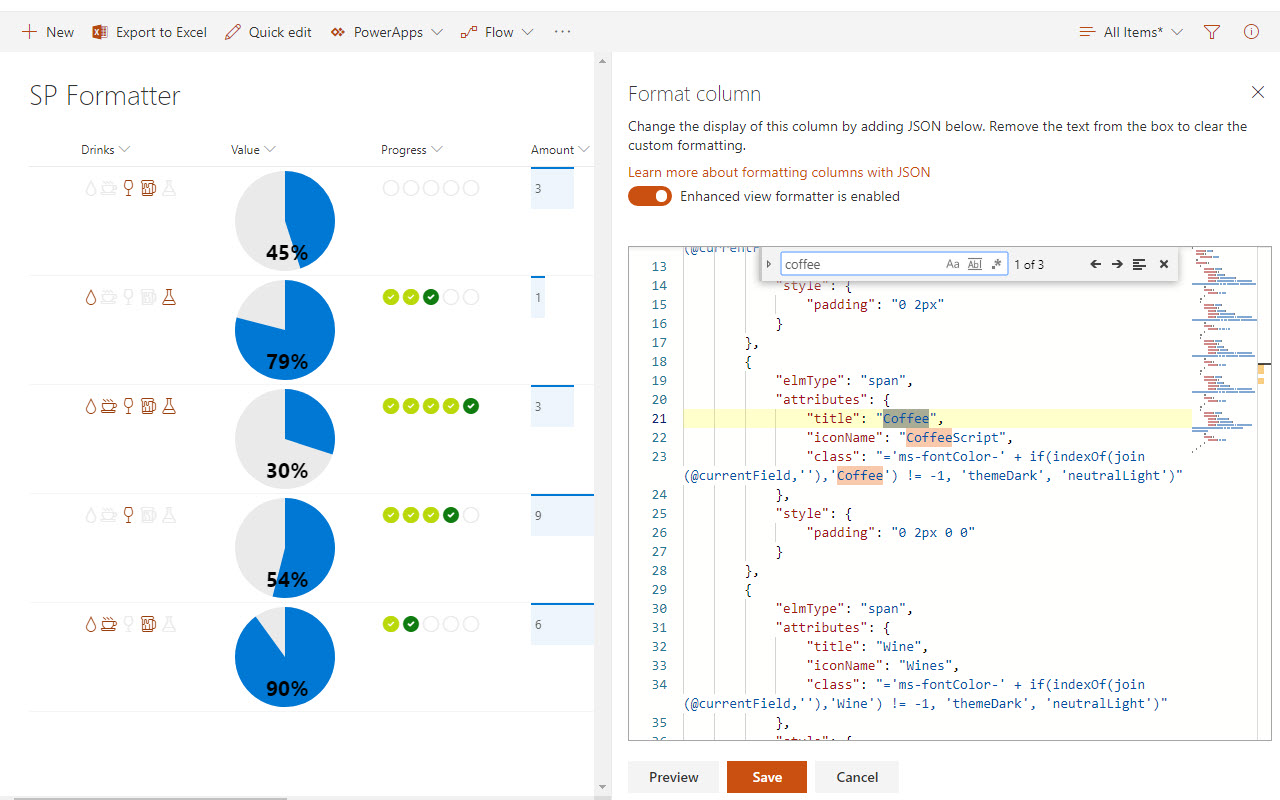 New Export to Excel Quick edit PowerApps Flow ... All Items*
SP Formatter
Drinks Value Progress Amount
45%
3
79%
1
30%
3
54%
9
90%
6
Format column
Change the display of this column by adding JSON below. Remove the text from the box to clear the
custom formatting.
Learn more about formatting columns with JSON
Enhanced view formatter is enabled
coffee Aa Abl .* 1 of 3
13
14 "style": {
15 "padding": "0 2px"
16 }
17 },
18 {
19 "elmType": "span",
20 "attributes": {
21 "title": "Coffee",
22 "iconName": "CoffeeScript",
23 "class": "='ms-fontColor-' + if(indexOf(join
(@currentField,''),'Coffee') != -1, 'themeDark', 'neutralLight')"
24 },
25 "style": {
26 "padding": "0 2px 0 0"
27 }
28 },
29 {
30 "elmType": "span",
31 "attributes": {
32 "title": "Wine",
33 "iconName": "Wines",
34 "class": "='ms-fontColor-' + if(indexOf(join
(@currentField,''),'Wine') != -1, 'themeDark', 'neutralLight')"
35 },
Preview Save Cancel